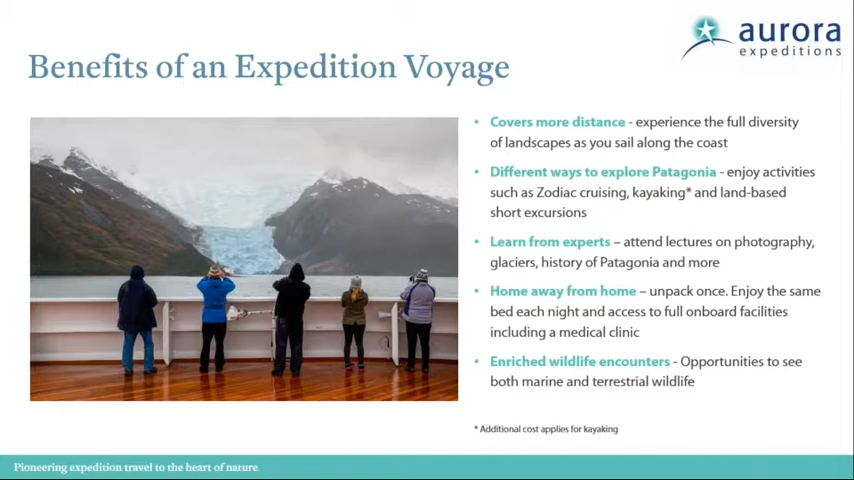 aurora
expeditions
Benefits of an Expedition Voyage
• Covers more distance - experience the full diversity
of landscapes as you sail along the coast
• Different ways to explore Patagonia - enjoy activities
such as Zodiac cruising, kayaking* and land-based
short excursions
• Learn from experts – attend lectures on photography,
glaciers, history of Patagonia and more
• Home away from home – unpack once. Enjoy the same
bed each night and access to full onboard facilities
including a medical clinic
• Enriched wildlife encounters - Opportunities to see
both marine and terrestrial wildlife
* Additional cost applies for kayaking
Pioneering expedition travel to the heart of nature